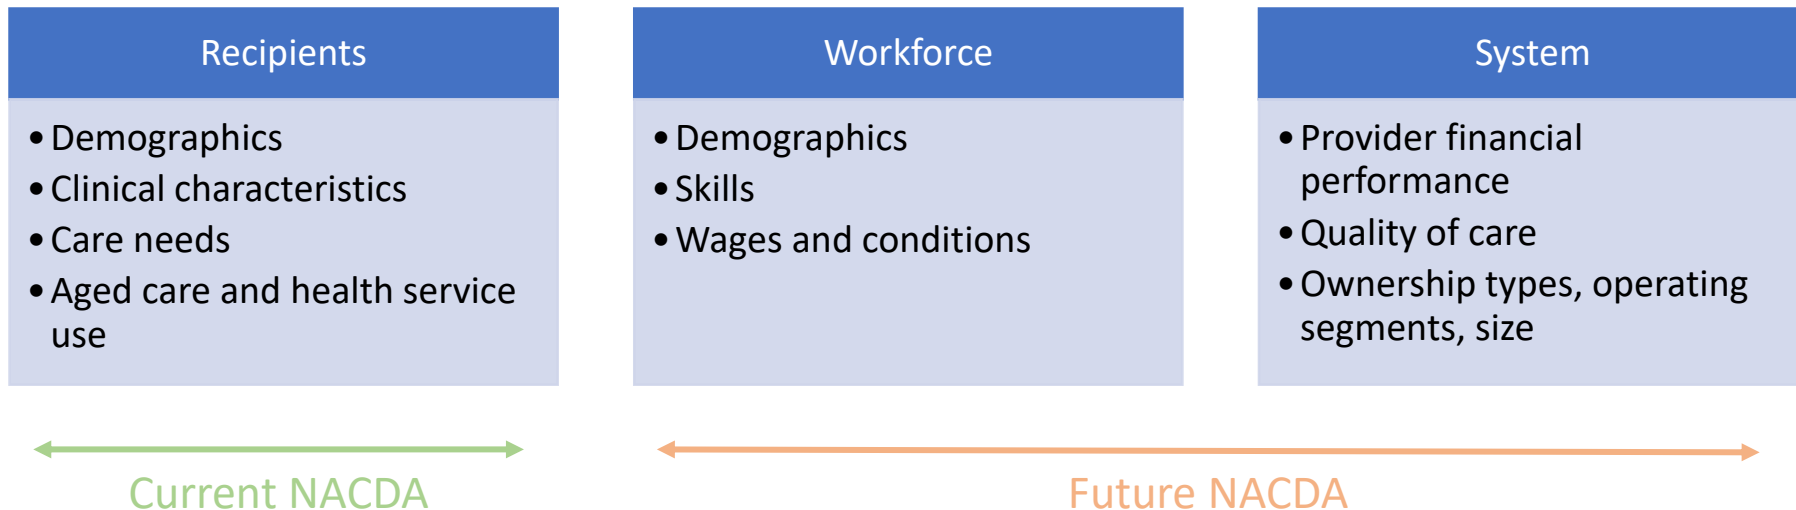 Recipients
• Demographics
• Clinical characteristics
• Care needs
• Aged care and health service
use
Workforce
• Demographics
• Skills
• Wages and conditions
System
• Provider financial
performance
• Quality of care
• Ownership types, operating
segments, size
Current NACDA
Future NACDA